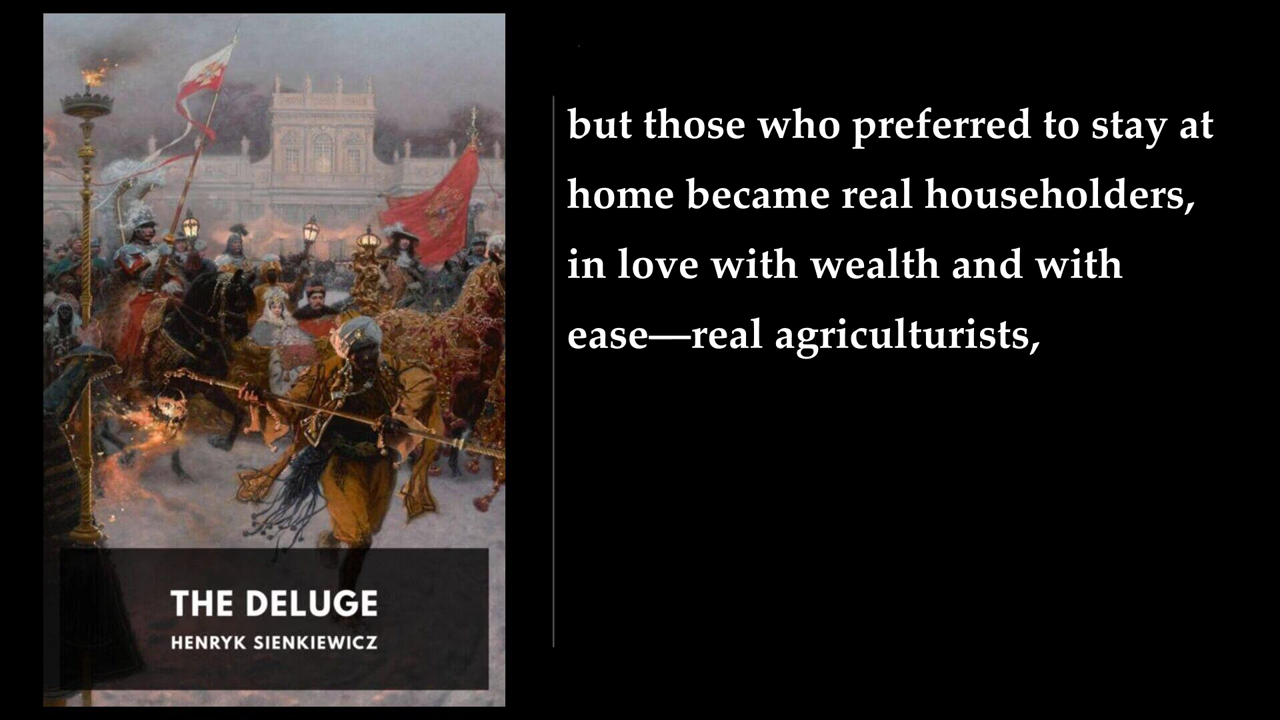 but those who preferred to stay at
home became real householders,
in love with wealth and with
ease—real agriculturists,
THE DELUGE
HENRYK SIENKIEWICZ